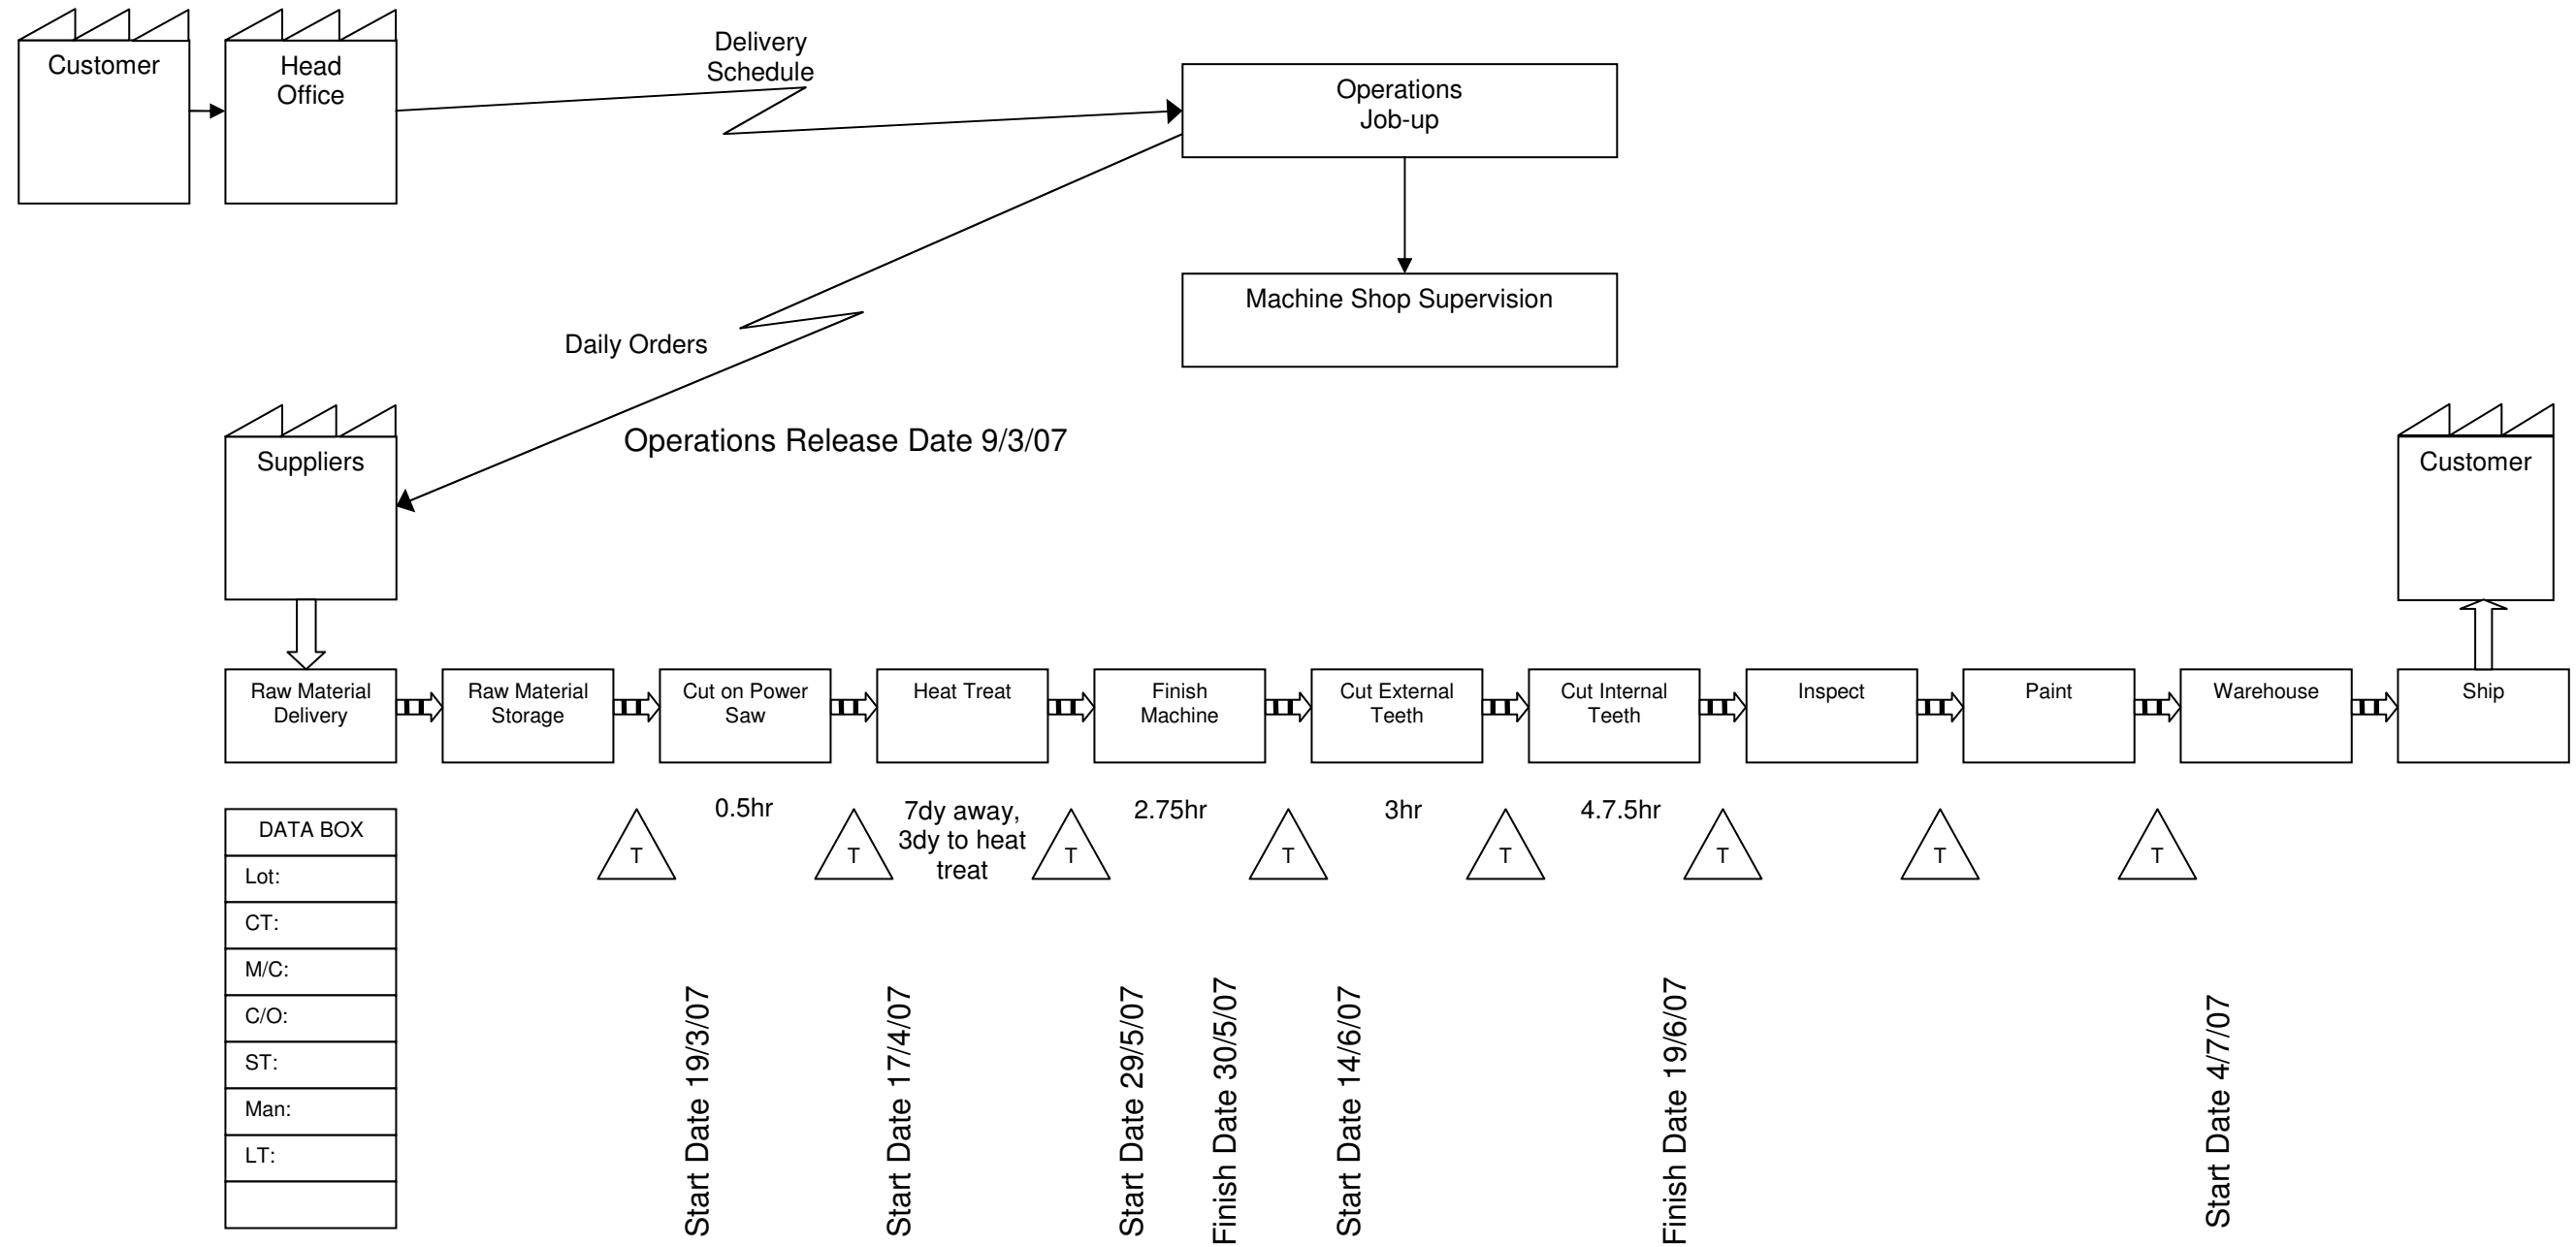 Customer
Head
Office
Delivery
Schedule
Operations
Job-up
Machine Shop Supervision
Daily Orders
Operations Release Date 9/3/07
Suppliers
Customer
Raw Material
Delivery
Raw Material
Storage
Cut on Power
Saw
Heat Treat
Finish
Machine
Cut External
Teeth
Cut Internal
Teeth
Inspect
Paint
Warehouse
Ship
DATA BOX
Lot:
CT:
M/C:
C/O:
ST:
Man:
LT:
T
0.5hr
T
7dy away,
3dy to heat
treat
T
2.75hr
T
3hr
T
4.7.5hr
T
T
T
Start Date 19/3/07
Start Date 17/4/07
Start Date 29/5/07
Finish Date 30/5/07
Start Date 14/6/07
Finish Date 19/6/07
Start Date 4/7/07